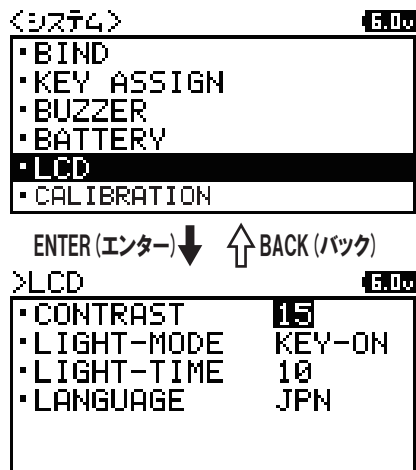 <システム> 6.0v
・BIND
・KEY ASSIGN
・BUZZER
・BATTERY
・LCD
・CALIBRATION
ENTER(エンター) BACK(バック)
>LCD 6.0v
・CONTRAST 15
・LIGHT-MODE KEY-ON
・LIGHT-TIME 10
・LANGUAGE JPN